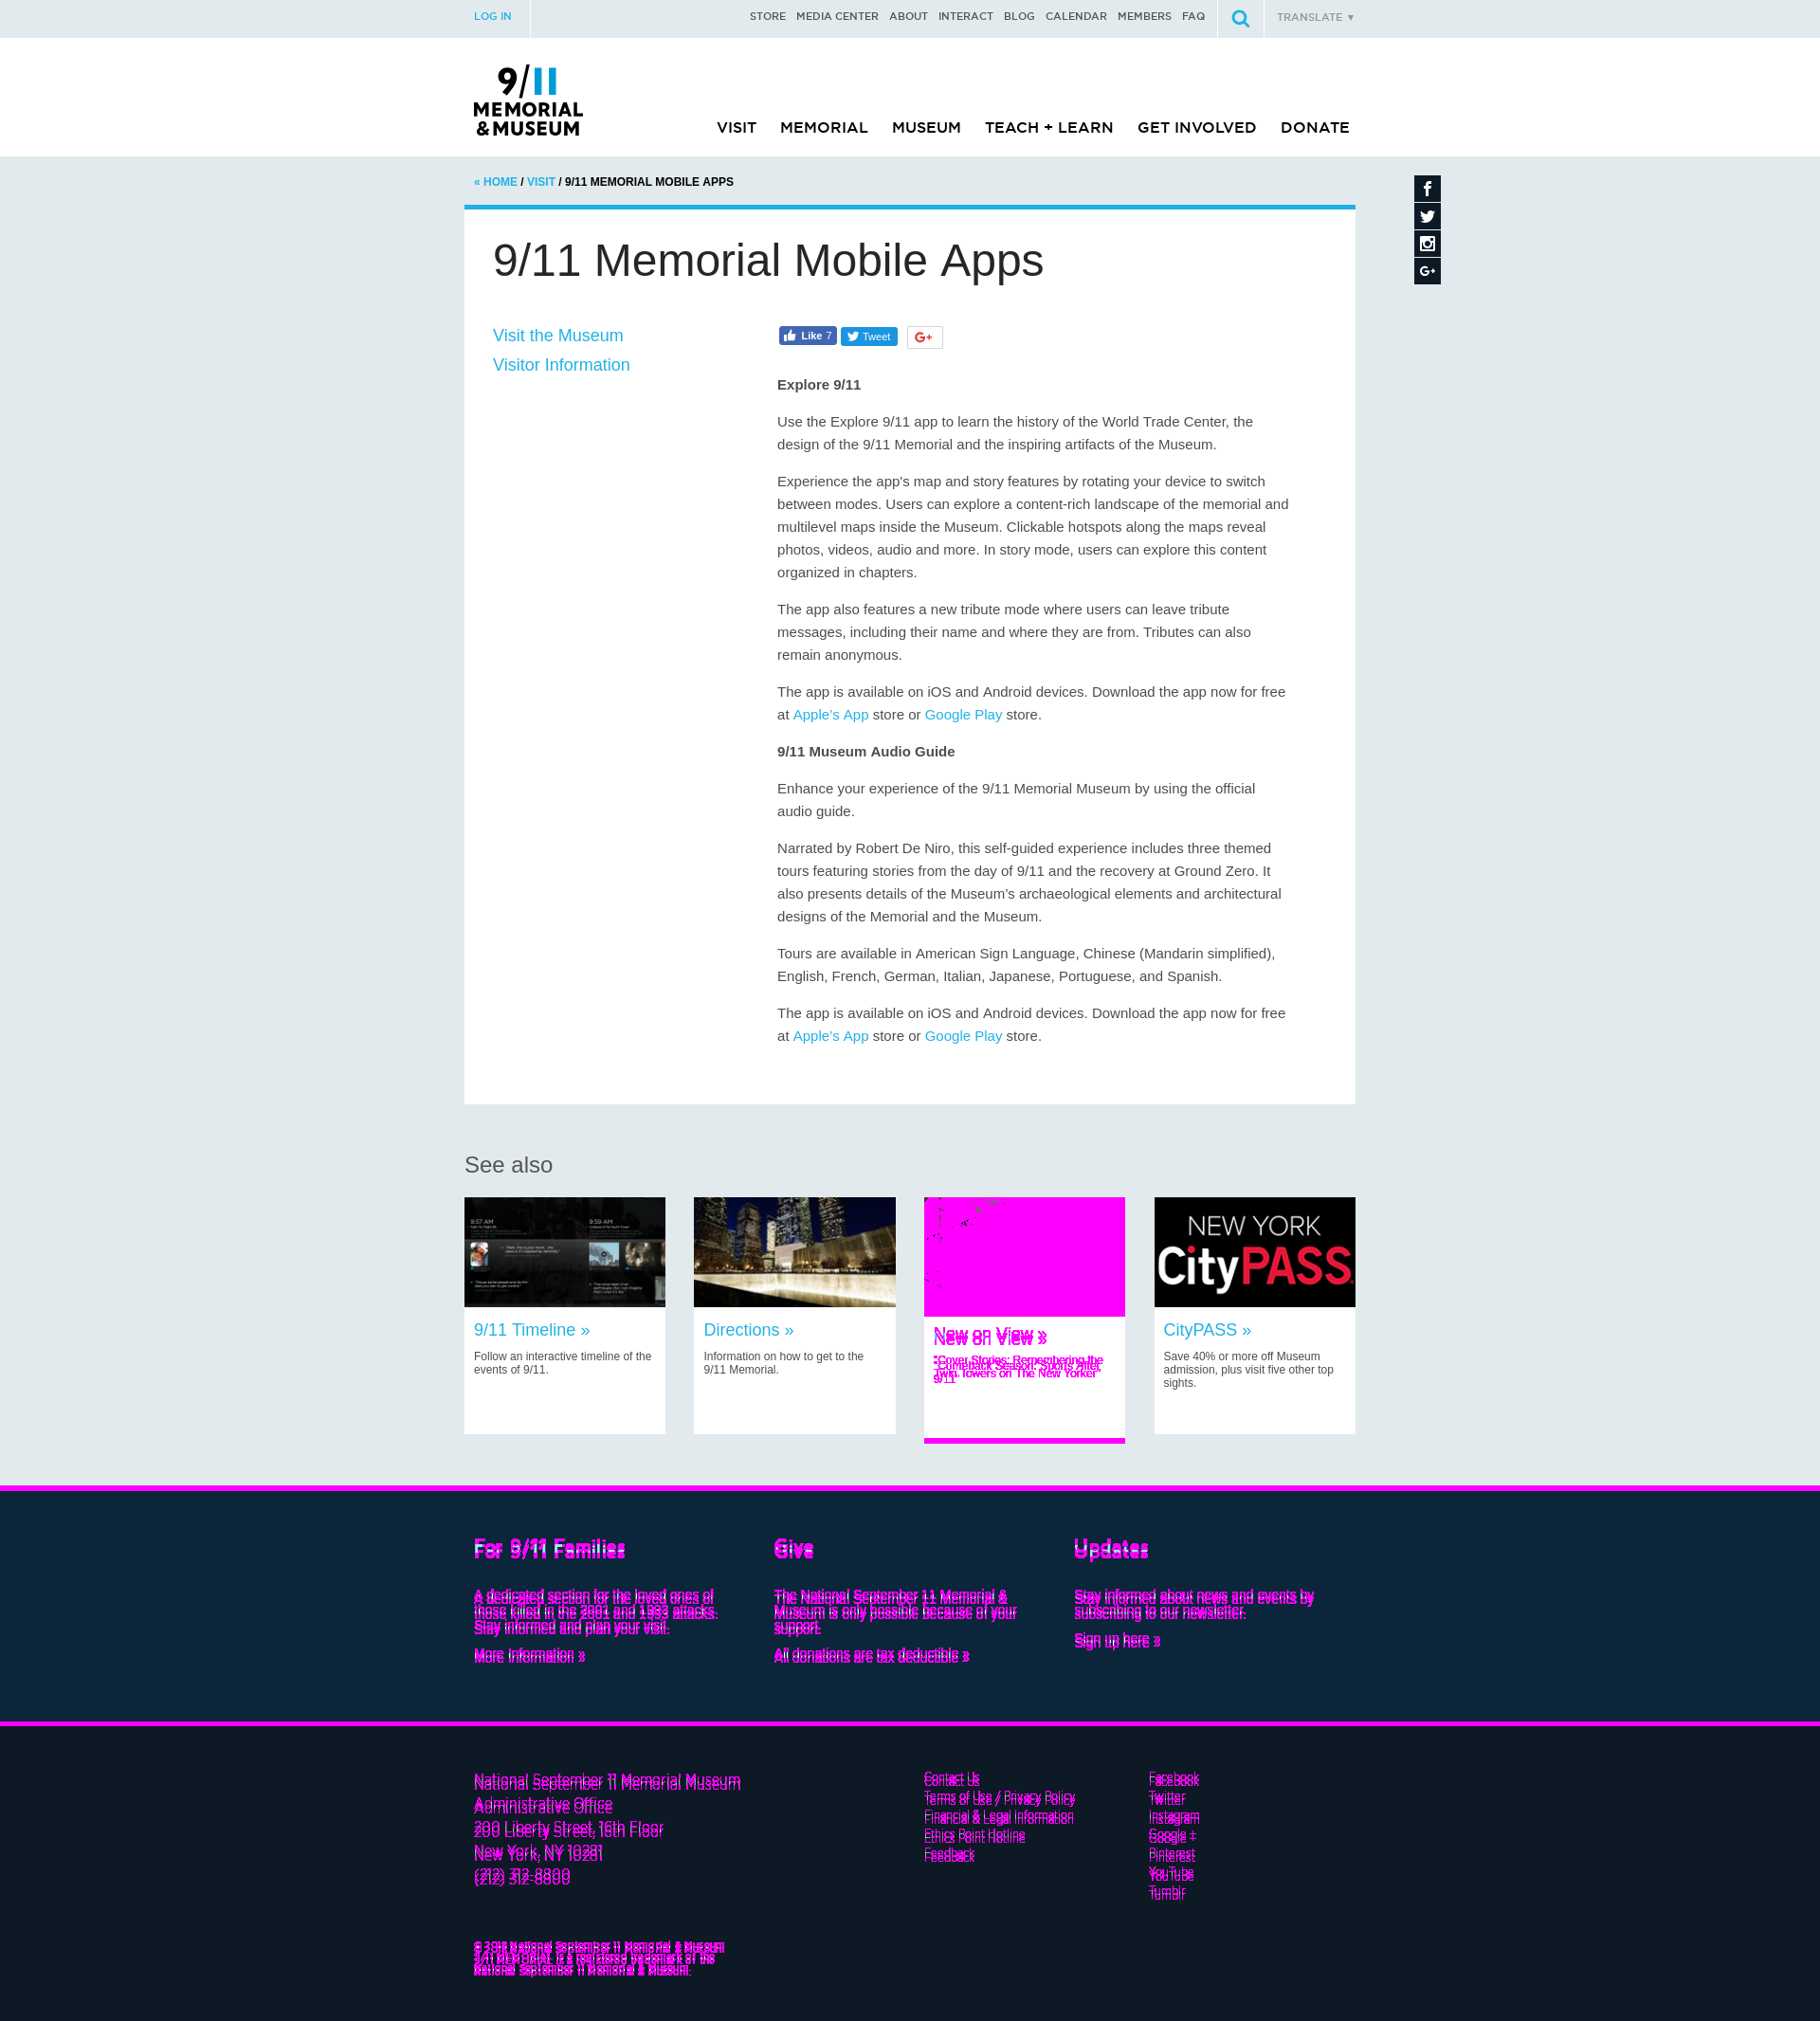 LOG IN
STORE MEDIA CENTER ABOUT INTERACT BLOG CALENDAR MEMBERS FAQ
TRANSLATE ▼
9/11
MEMORIAL
&MUSEUM
VISIT MEMORIAL MUSEUM TEACH + LEARN GET INVOLVED DONATE
« HOME / VISIT / 9/11 MEMORIAL MOBILE APPS
9/11 Memorial Mobile Apps
Visit the Museum
Visitor Information
Like 7 Tweet G+
Explore 9/11
Use the Explore 9/11 app to learn the history of the World Trade Center, the
design of the 9/11 Memorial and the inspiring artifacts of the Museum.
Experience the app's map and story features by rotating your device to switch
between modes. Users can explore a content-rich landscape of the memorial and
multilevel maps inside the Museum. Clickable hotspots along the maps reveal
photos, videos, audio and more. In story mode, users can explore this content
organized in chapters.
The app also features a new tribute mode where users can leave tribute
messages, including their name and where they are from. Tributes can also
remain anonymous.
The app is available on iOS and Android devices. Download the app now for free
at Apple's App store or Google Play store.
9/11 Museum Audio Guide
Enhance your experience of the 9/11 Memorial Museum by using the official
audio guide.
Narrated by Robert De Niro, this self-guided experience includes three themed
tours featuring stories from the day of 9/11 and the recovery at Ground Zero. It
also presents details of the Museum's archaeological elements and architectural
designs of the Memorial and the Museum.
Tours are available in American Sign Language, Chinese (Mandarin simplified),
English, French, German, Italian, Japanese, Portuguese, and Spanish.
The app is available on iOS and Android devices. Download the app now for free
at Apple's App store or Google Play store.
See also
9:57 AM
9:59 AM
NEW YORK
CityPASS
9/11 Timeline »
Follow an interactive timeline of the
events of 9/11.
Directions »
Information on how to get to the
9/11 Memorial.
Now on View »
"Cover Stories: Remembering the
Twin Towers on The New Yorker"
"Comeback Season: Sports After
9/11"
CityPASS »
Save 40% or more off Museum
admission, plus visit five other top
sights.
For 9/11 Families
A dedicated section for the loved ones of
those killed in the 2001 and 1993 attacks.
Stay informed and plan your visit.
More Information »
Give
The National September 11 Memorial &
Museum is only possible because of your
support.
All donations are tax deductible »
Updates
Stay informed about news and events by
subscribing to our newsletter.
Sign up here »
National September 11 Memorial Museum
Administrative Office
200 Liberty Street, 16th Floor
New York, NY 10281
(212) 312-8800
Contact Us
Terms of Use / Privacy Policy
Financial & Legal Information
Ethics Point Hotline
Feedback
Facebook
Twitter
Instagram
Google +
Pinterest
YouTube
Tumblr
National September 11 Memorial & Museum
9/11 MEMORIAL is a registered trademark of the
National September 11 Memorial & Museum.